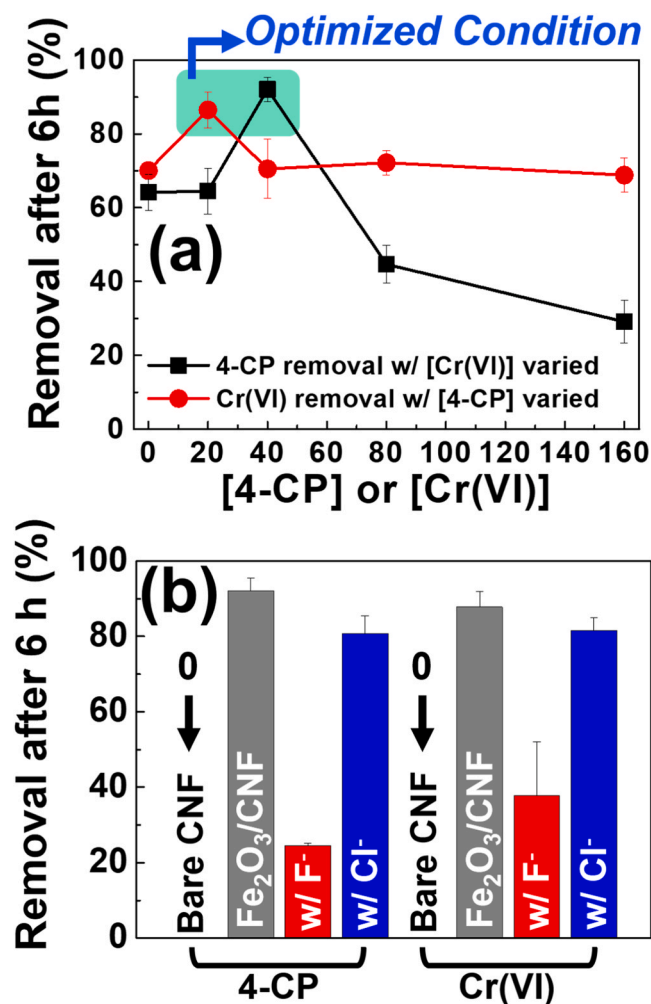 Optimized Condition
Removal after 6h (%)
100
80
60
40
20
0
(a)
4-CP removal w/ [Cr(VI)] varied
Cr(VI) removal w/ [4-CP] varied
0 20 40 60 80 100 120 140 160
[4-CP] or [Cr(VI)]
Removal after 6 h (%)
100
80
60
40
20
0
(b)
0
Bare CNF
Fe₂O₃/CNF
w/ F⁻
w/ Cl⁻
0
Bare CNF
Fe₂O₃/CNF
w/ F⁻
w/ Cl⁻
4-CP
Cr(VI)